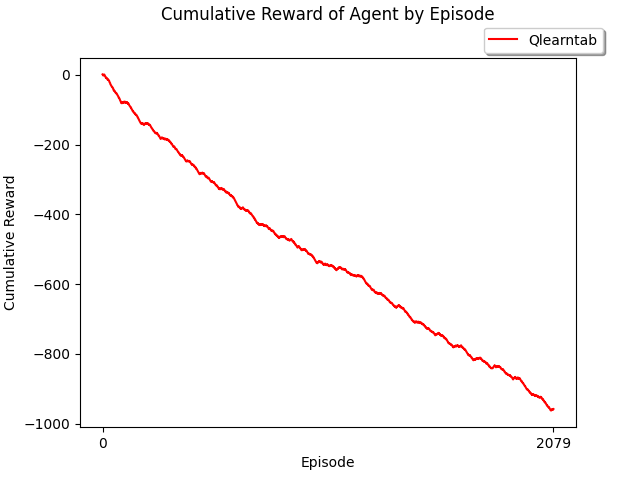 Cumulative Reward of Agent by Episode
Qlearntab
0
−200
−400
−600
−800
−1000
Cumulative Reward
0
2079
Episode